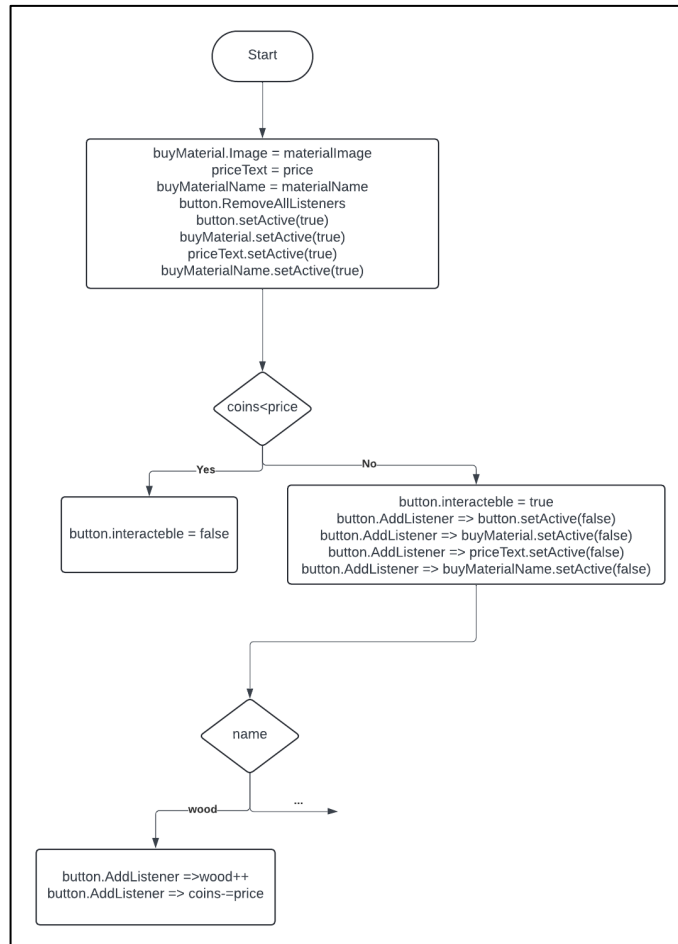 Start
buyMaterial.Image = materialImage
priceText = price
buyMaterialName = materialName
button.RemoveAllListeners
button.setActive(true)
buyMaterial.setActive(true)
priceText.setActive(true)
buyMaterialName.setActive(true)
coins<price
Yes
No
button.interacteble = false
button.interacteble = true
button.AddListener => button.setActive(false)
button.AddListener => buyMaterial.setActive(false)
button.AddListener => priceText.setActive(false)
button.AddListener => buyMaterialName.setActive(false)
name
wood
...
button.AddListener =>wood++
button.AddListener => coins-=price